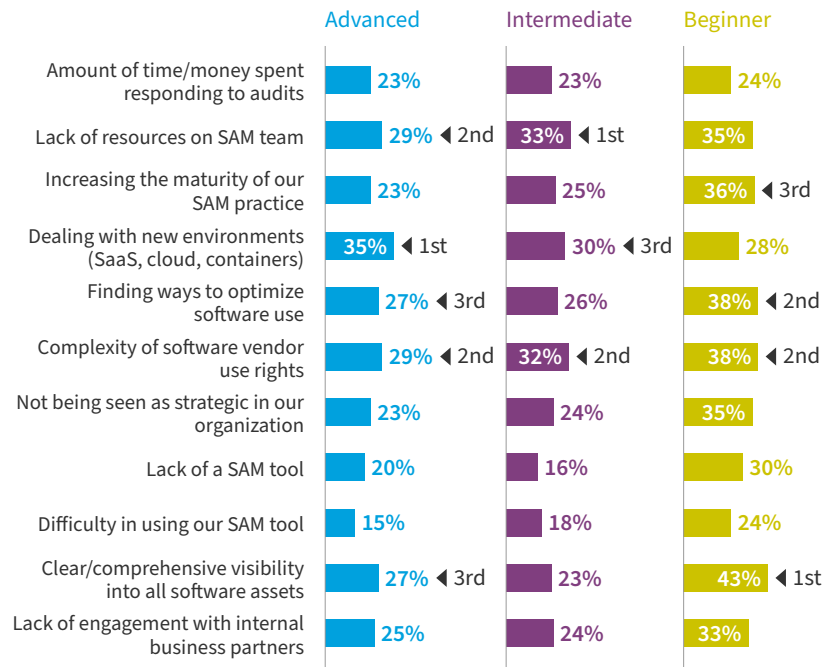 Advanced Intermediate Beginner
Amount of time/money spent
responding to audits
23% 23% 24%
Lack of resources on SAM team 29% 2nd 33% 1st 35%
Increasing the maturity of our
SAM practice
23% 25% 36% 3rd
Dealing with new environments
(SaaS, cloud, containers)
35% 1st 30% 3rd 28%
Finding ways to optimize
software use
27% 3rd 26% 38% 2nd
Complexity of software vendor
use rights
29% 2nd 32% 2nd 38% 2nd
Not being seen as strategic in our
organization
23% 24% 35%
Lack of a SAM tool 20% 16% 30%
Difficulty in using our SAM tool 15% 18% 24%
Clear/comprehensive visibility
into all software assets
27% 3rd 23% 43% 1st
Lack of engagement with internal
business partners
25% 24% 33%